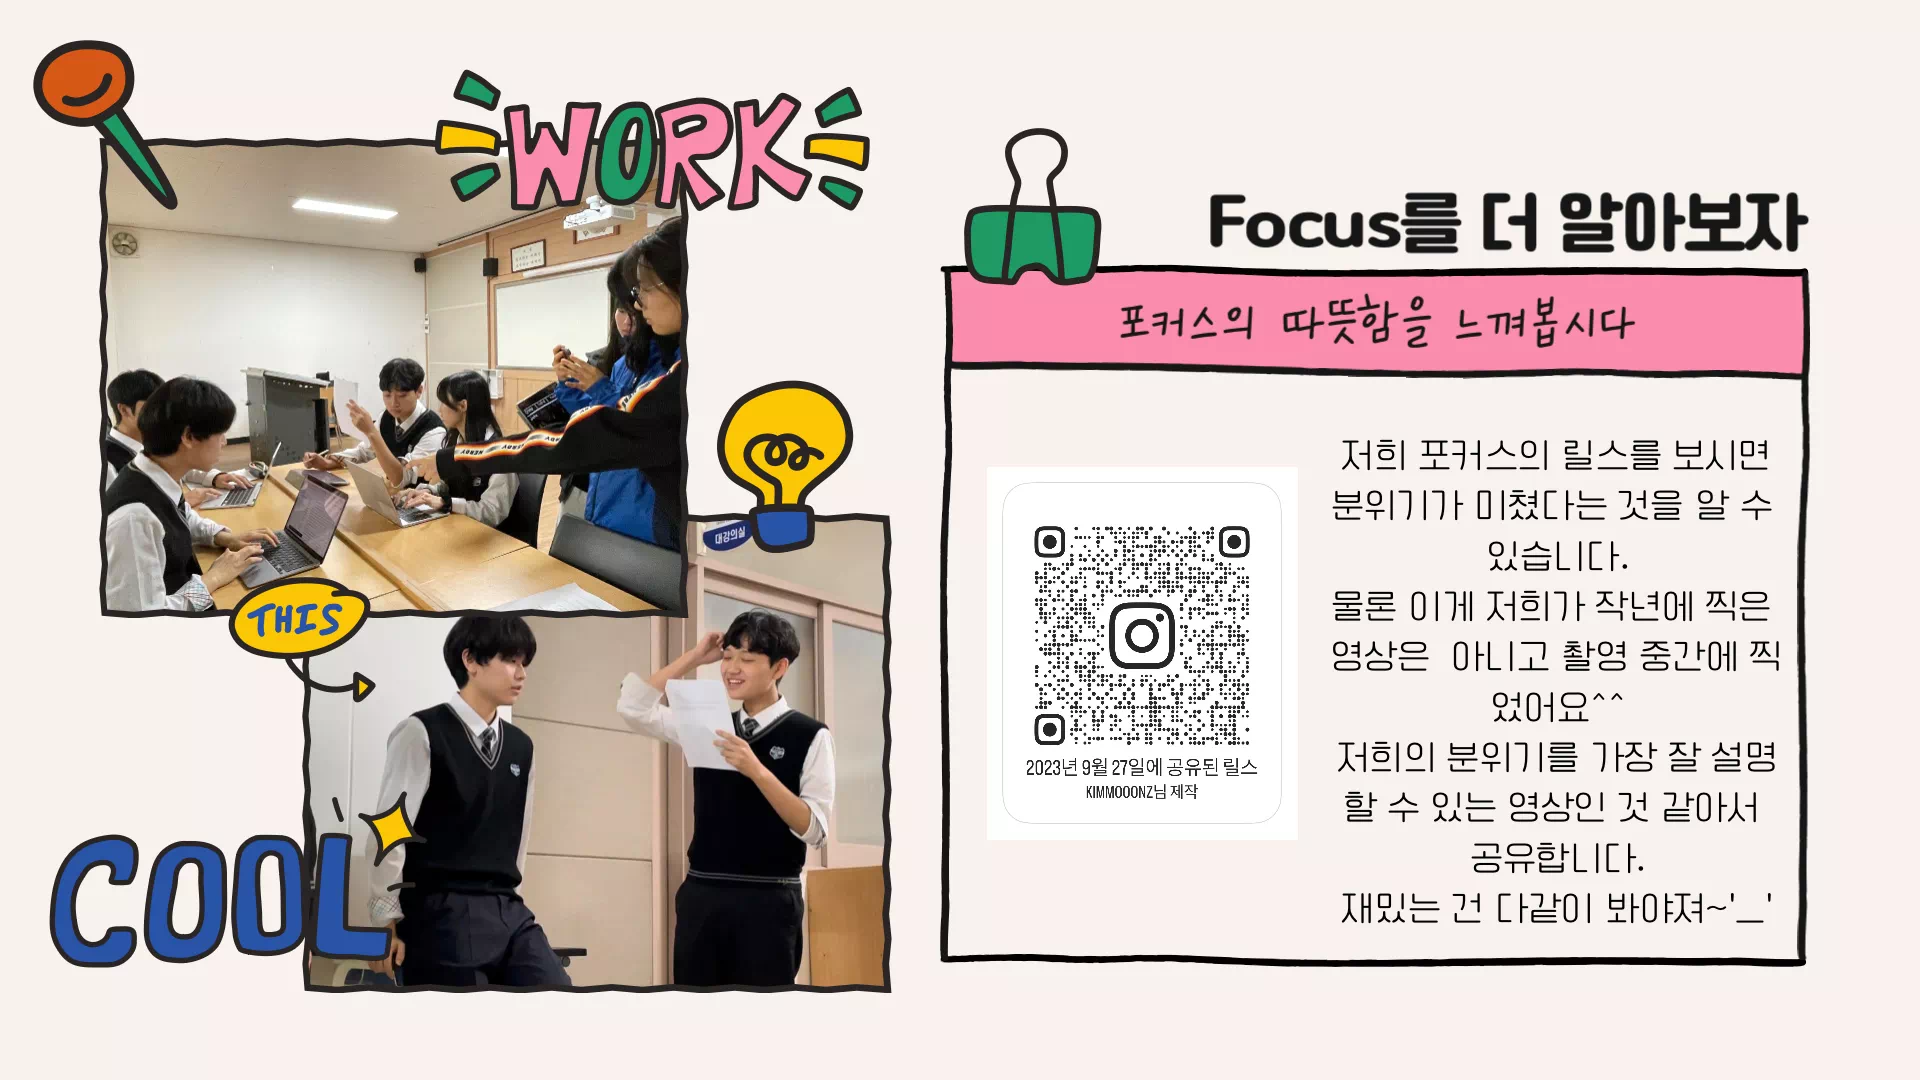 WORK
대강의실
THIS
COOL
Focus를 더 알아보자
포커스의 따뜻함을 느껴봅시다
저희 포커스의 릴스를 보시면
분위기가 미쳤다는 것을 알 수
있습니다.
물론 이게 저희가 작년에 찍은
영상은 아니고 촬영 중간에 찍
었어요^^
저희의 분위기를 가장 잘 설명
할 수 있는 영상인 것 같아서
공유합니다.
재밌는 건 다같이 봐야져~'ㅡ'
2023년 9월 27일에 공유된 릴스
KIMMOOONZ님 제작